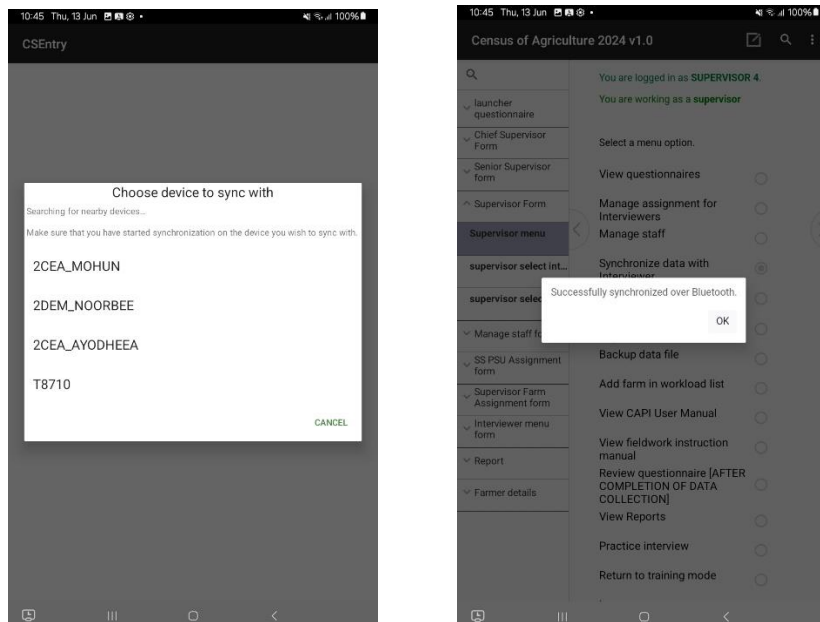 10:45 Thu, 13 Jun
100%
CSEntry
Choose device to sync with
Searching for nearby devices...
Make sure that you have started synchronization on the device you wish to sync with.
2CEA_MOHUN
2DEM_NOORBEE
2CEA_AYODHEEA
T8710
CANCEL
10:45 Thu, 13 Jun
100%
Census of Agriculture 2024 v1.0
launcher
questionnaire
Chief Supervisor
Form
Senior Supervisor
form
Supervisor Form
Supervisor menu
supervisor select int...
supervisor selec
Manage staff fo
SS PSU Assignment
form
Supervisor Farm
Assignment form
Interviewer menu
form
Report
Farmer details
You are logged in as SUPERVISOR 4.
You are working as a supervisor
Select a menu option.
View questionnaires
Manage assignment for
Interviewers
Manage staff
Synchronize data with
Interviewer
Successfully synchronized over Bluetooth.
OK
Backup data file
Add farm in workload list
View CAPI User Manual
View fieldwork instruction
manual
Review questionnaire [AFTER
COMPLETION OF DATA
COLLECTION]
View Reports
Practice interview
Return to training mode